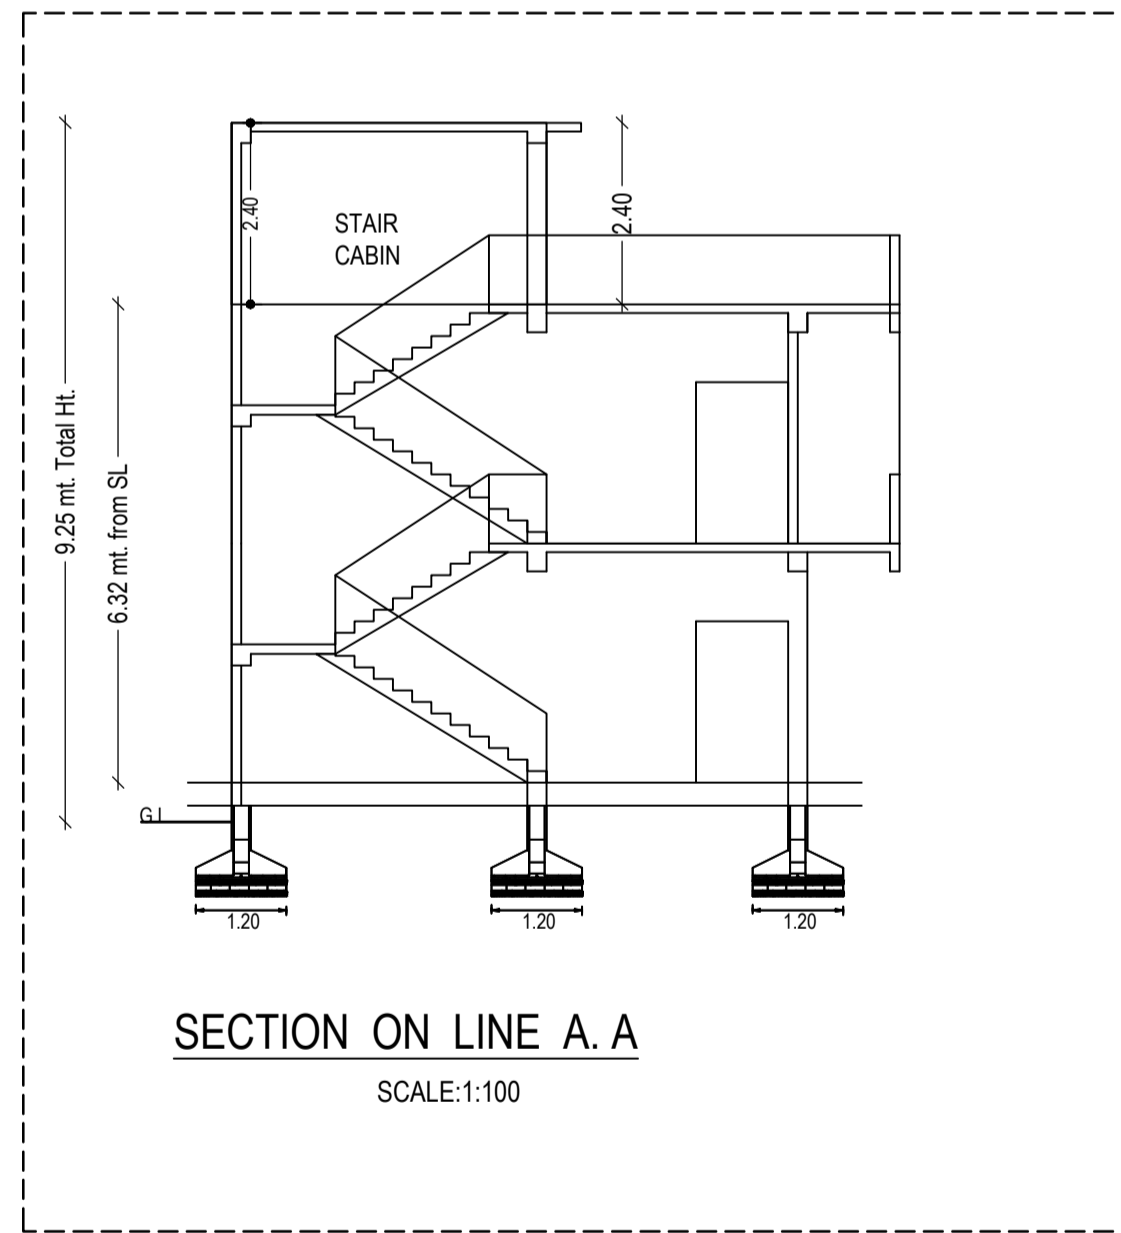 2.40
2.40
STAIR
CABIN
9.25 mt. Total Ht.
6.32 mt. from SL
G.L
1.20
1.20
1.20
SECTION ON LINE A. A
SCALE:1:100